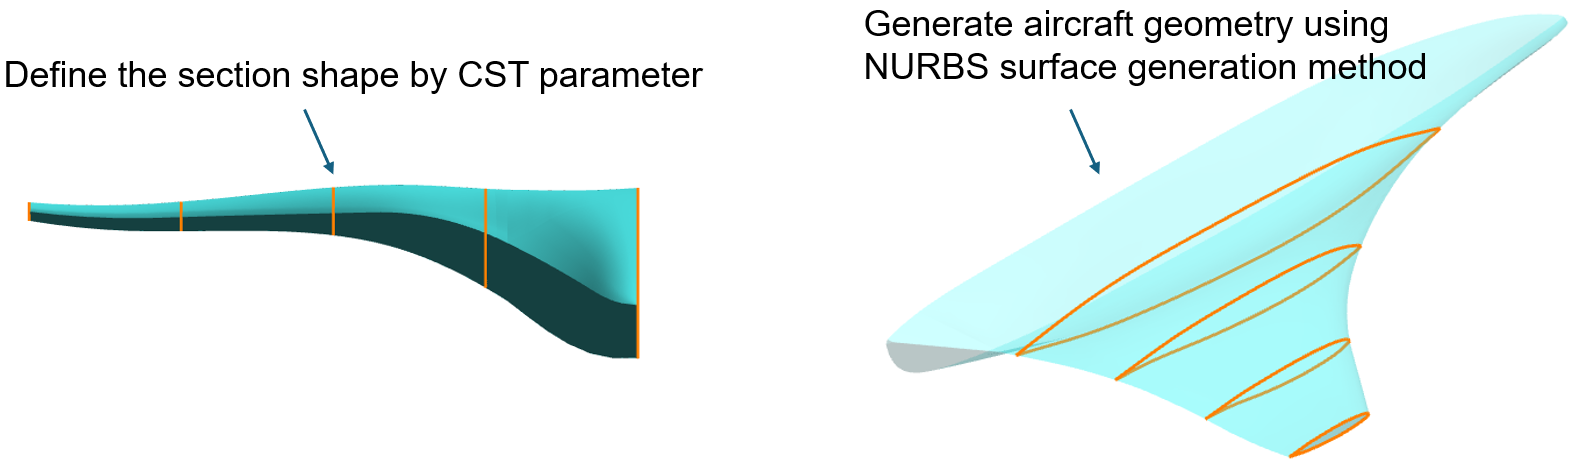 Define the section shape by CST parameter
Generate aircraft geometry using
NURBS surface generation method